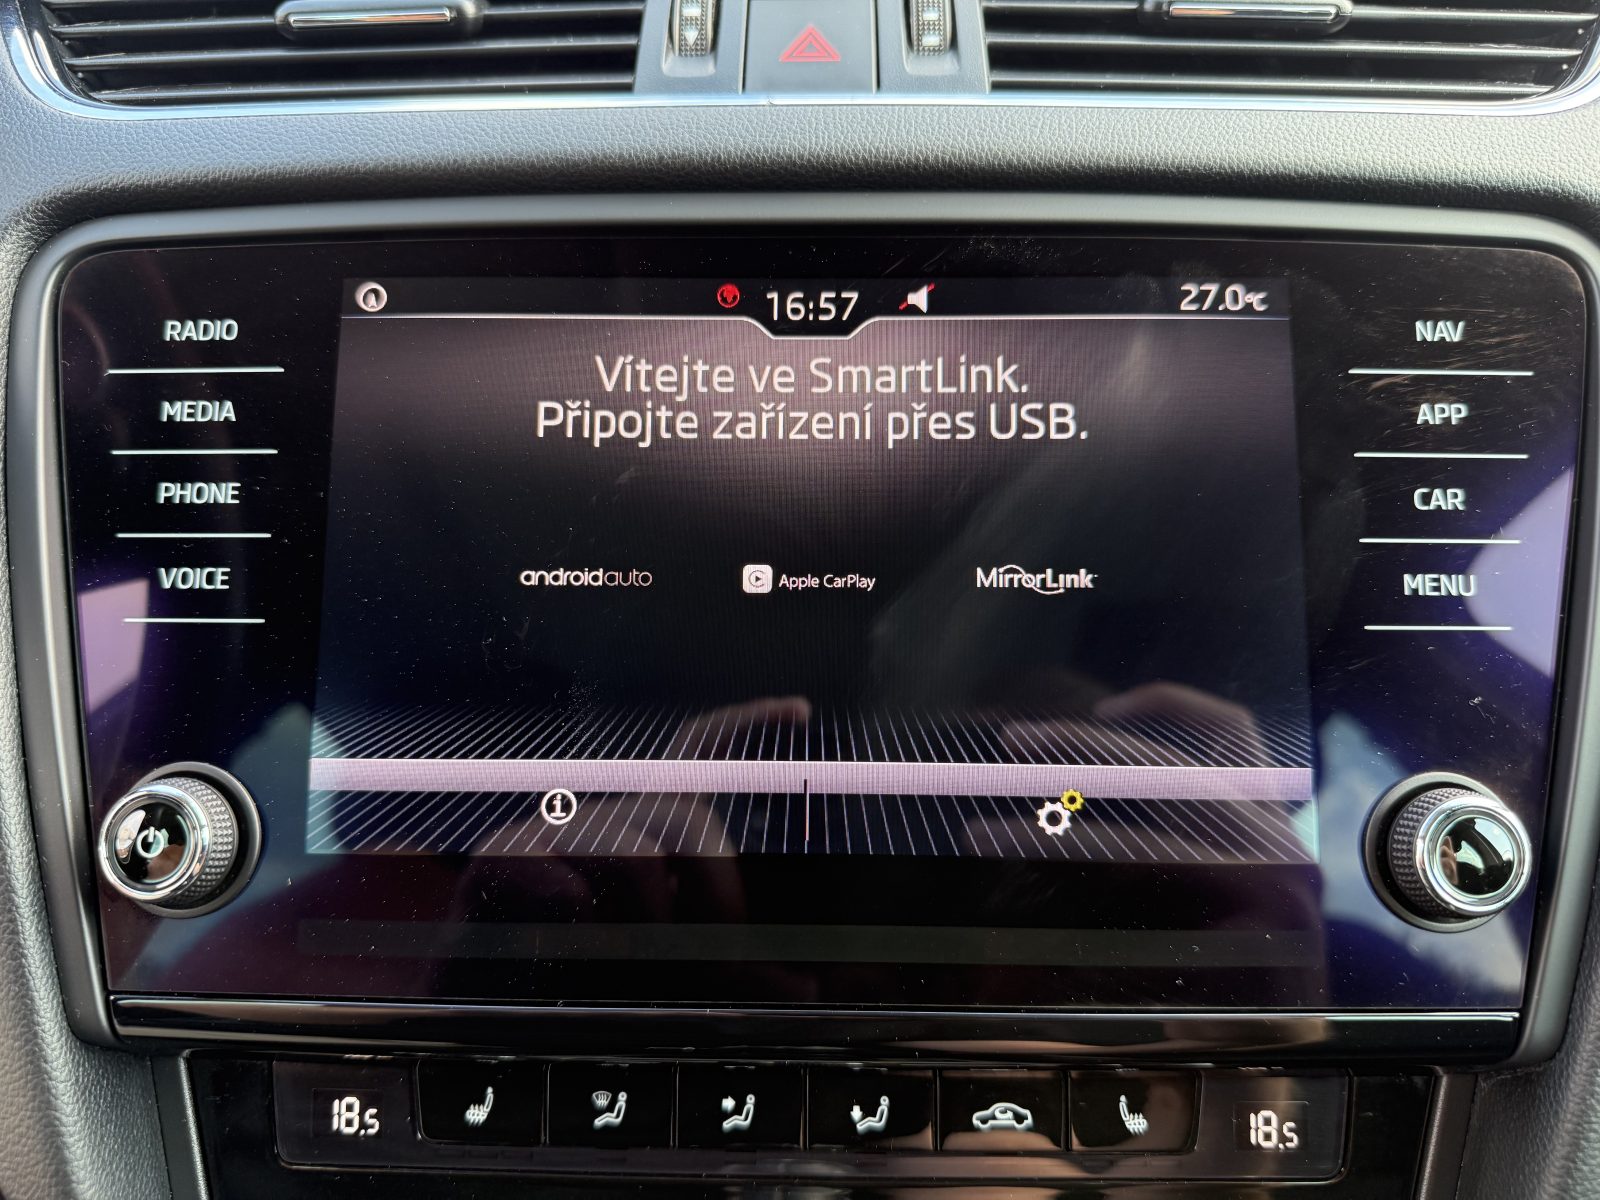 16:57
27.0°C
RADIO
MEDIA
PHONE
VOICE
Vítejte ve SmartLink.
Připojte zařízení přes USB.
androidauto
Apple CarPlay
MirrorLink
NAV
APP
CAR
MENU
18.5
18.5